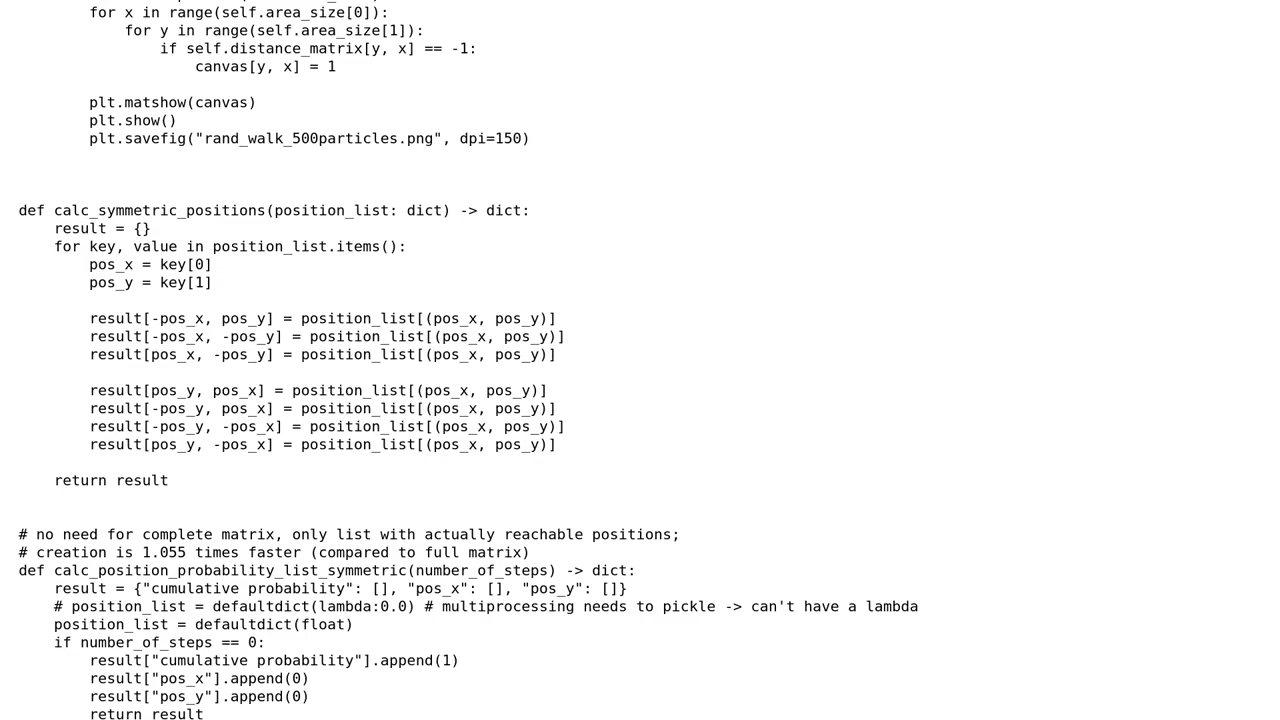 for x in range(self.area_size[0]):
            for y in range(self.area_size[1]):
                if self.distance_matrix[y, x] == -1:
                    canvas[y, x] = 1

        plt.matshow(canvas)
        plt.show()
        plt.savefig("rand_walk_500particles.png", dpi=150)

def calc_symmetric_positions(position_list: dict) -> dict:
    result = {}
    for key, value in position_list.items():
        pos_x = key[0]
        pos_y = key[1]

        result[-pos_x, pos_y] = position_list[(pos_x, pos_y)]
        result[-pos_x, -pos_y] = position_list[(pos_x, pos_y)]
        result[pos_x, -pos_y] = position_list[(pos_x, pos_y)]

        result[pos_y, pos_x] = position_list[(pos_x, pos_y)]
        result[-pos_y, pos_x] = position_list[(pos_x, pos_y)]
        result[-pos_y, -pos_x] = position_list[(pos_x, pos_y)]
        result[pos_y, -pos_x] = position_list[(pos_x, pos_y)]

    return result

# no need for complete matrix, only list with actually reachable positions;
# creation is 1.055 times faster (compared to full matrix)
def calc_position_probability_list_symmetric(number_of_steps) -> dict:
    result = {"cumulative probability": [], "pos_x": [], "pos_y": []}
    # position_list = defaultdict(lambda:0.0) # multiprocessing needs to pickle -> can't have a lambda
    position_list = defaultdict(float)
    if number_of_steps == 0:
        result["cumulative probability"].append(1)
        result["pos_x"].append(0)
        result["pos_y"].append(0)
        return result